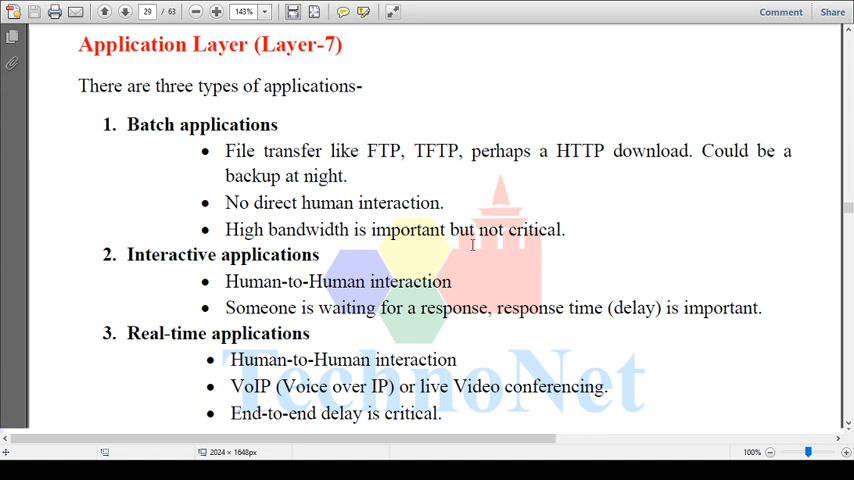 29 / 63
143%
Comment
Share
Application Layer (Layer-7)
There are three types of applications-
1. Batch applications
• File transfer like FTP, TFTP, perhaps a HTTP download. Could be a
backup at night.
• No direct human interaction.
• High bandwidth is important but not critical.
2. Interactive applications
• Human-to-Human interaction
• Someone is waiting for a response, response time (delay) is important.
3. Real-time applications
• Human-to-Human interaction
• VoIP (Voice over IP) or live Video conferencing.
• End-to-end delay is critical.
TechnoNet
2024 × 1648px
100%